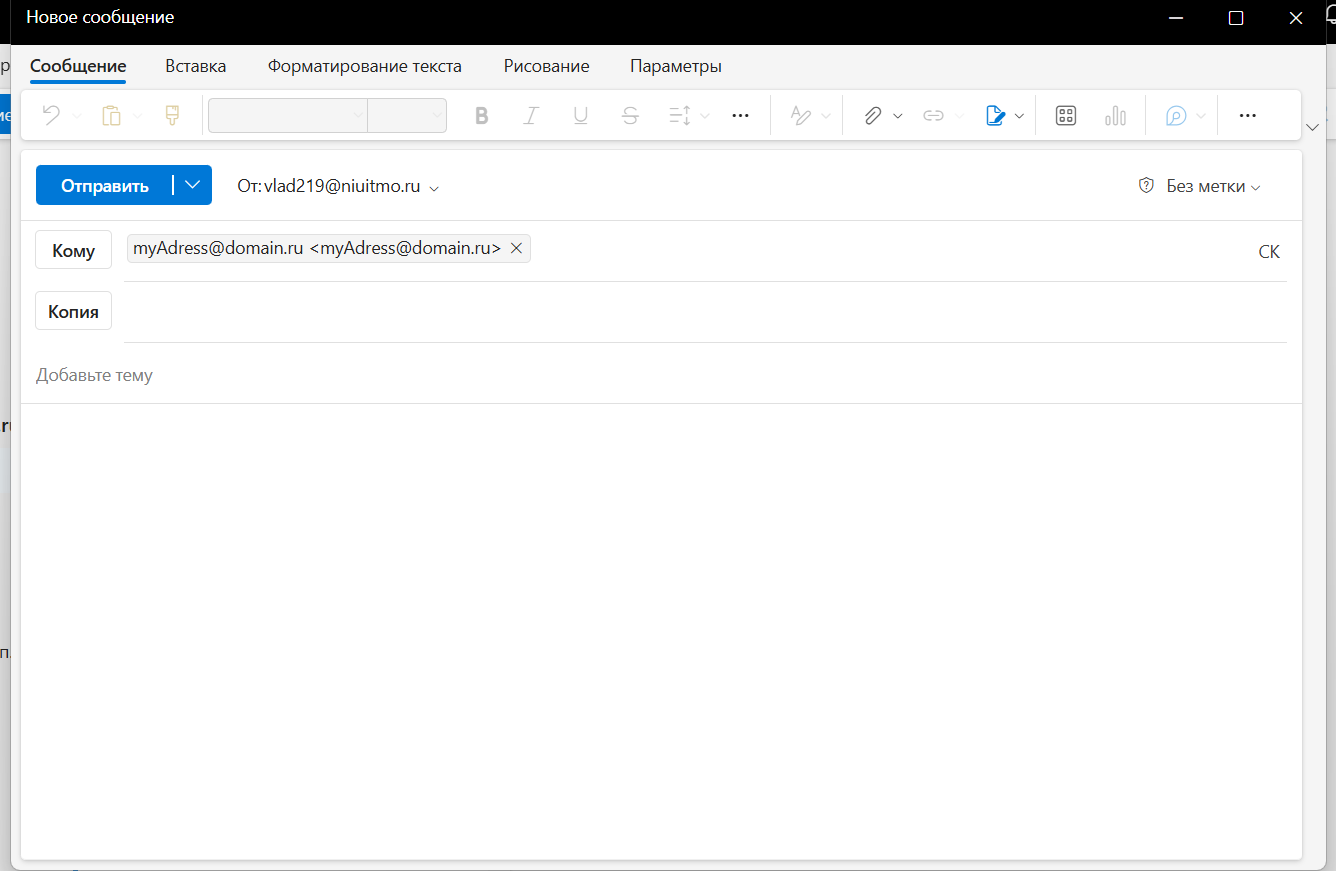 Новое сообщение
Сообщение Вставка Форматирование текста Рисование Параметры
Отправить От: vlad219@niuitmo.ru Без метки
Кому myAdress@domain.ru <myAdress@domain.ru> СК
Копия
Добавьте тему